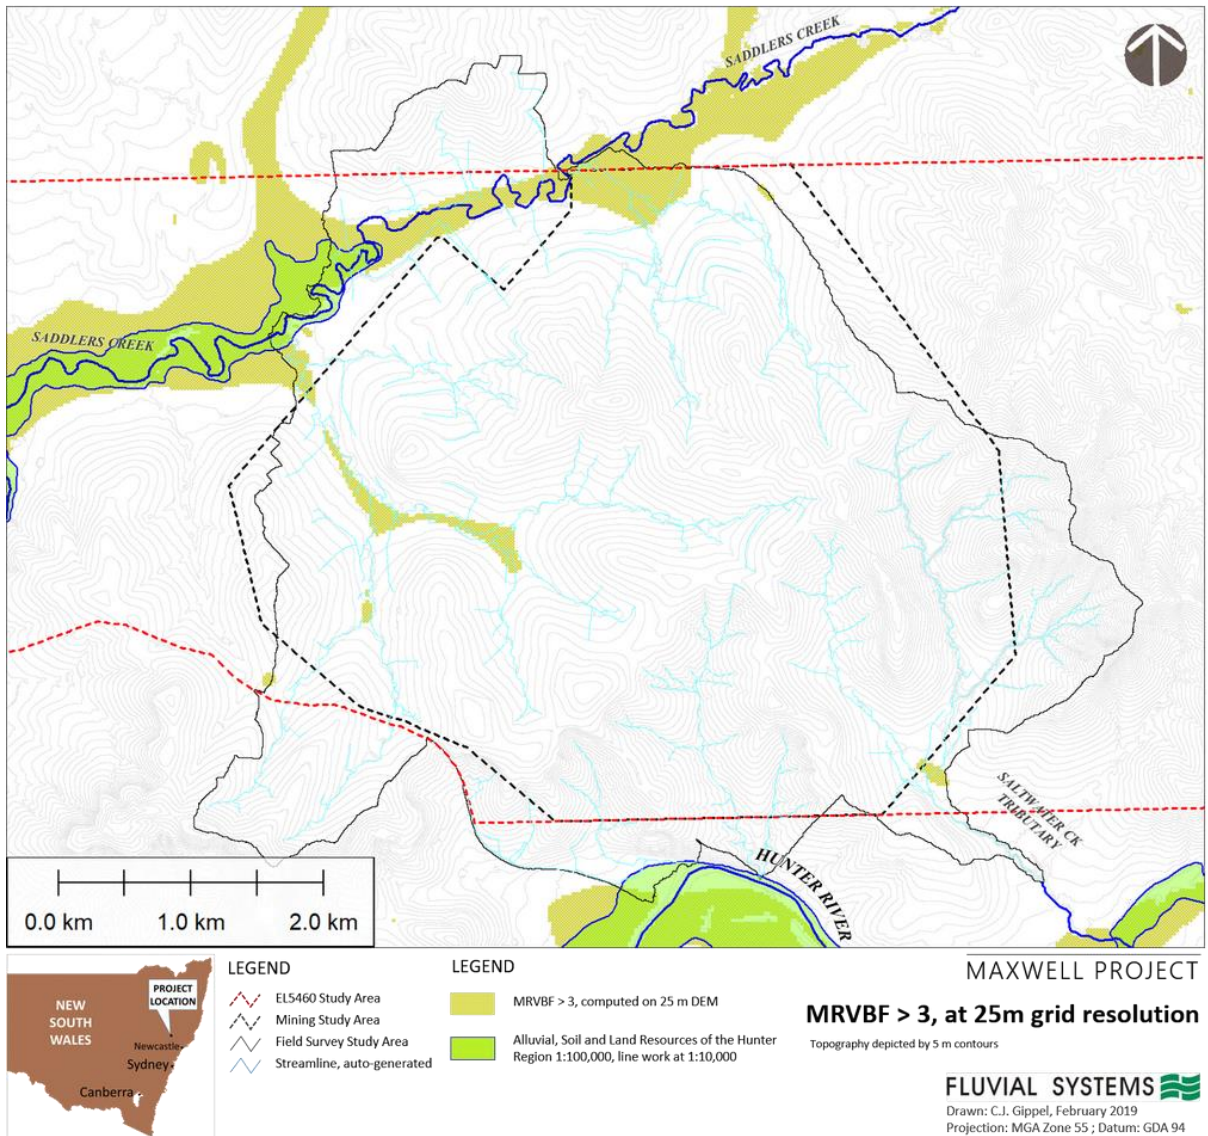 SADDLERS CREEK
SADDLERS CREEK
SALTWATER CK
TRIBUTARY
HUNTER RIVER
0.0 km 1.0 km 2.0 km
NEW
SOUTH
WALES
PROJECT
LOCATION
Newcastle
Sydney
Canberra
LEGEND
EL5460 Study Area
Mining Study Area
Field Survey Study Area
Streamline, auto-generated
LEGEND
MRVBF > 3, computed on 25 m DEM
Alluvial, Soil and Land Resources of the Hunter
Region 1:100,000, line work at 1:10,000
MAXWELL PROJECT
MRVBF > 3, at 25m grid resolution
Topography depicted by 5 m contours
FLUVIAL SYSTEMS
Drawn: C.J. Gippel, February 2019
Projection: MGA Zone 55 ; Datum: GDA 94